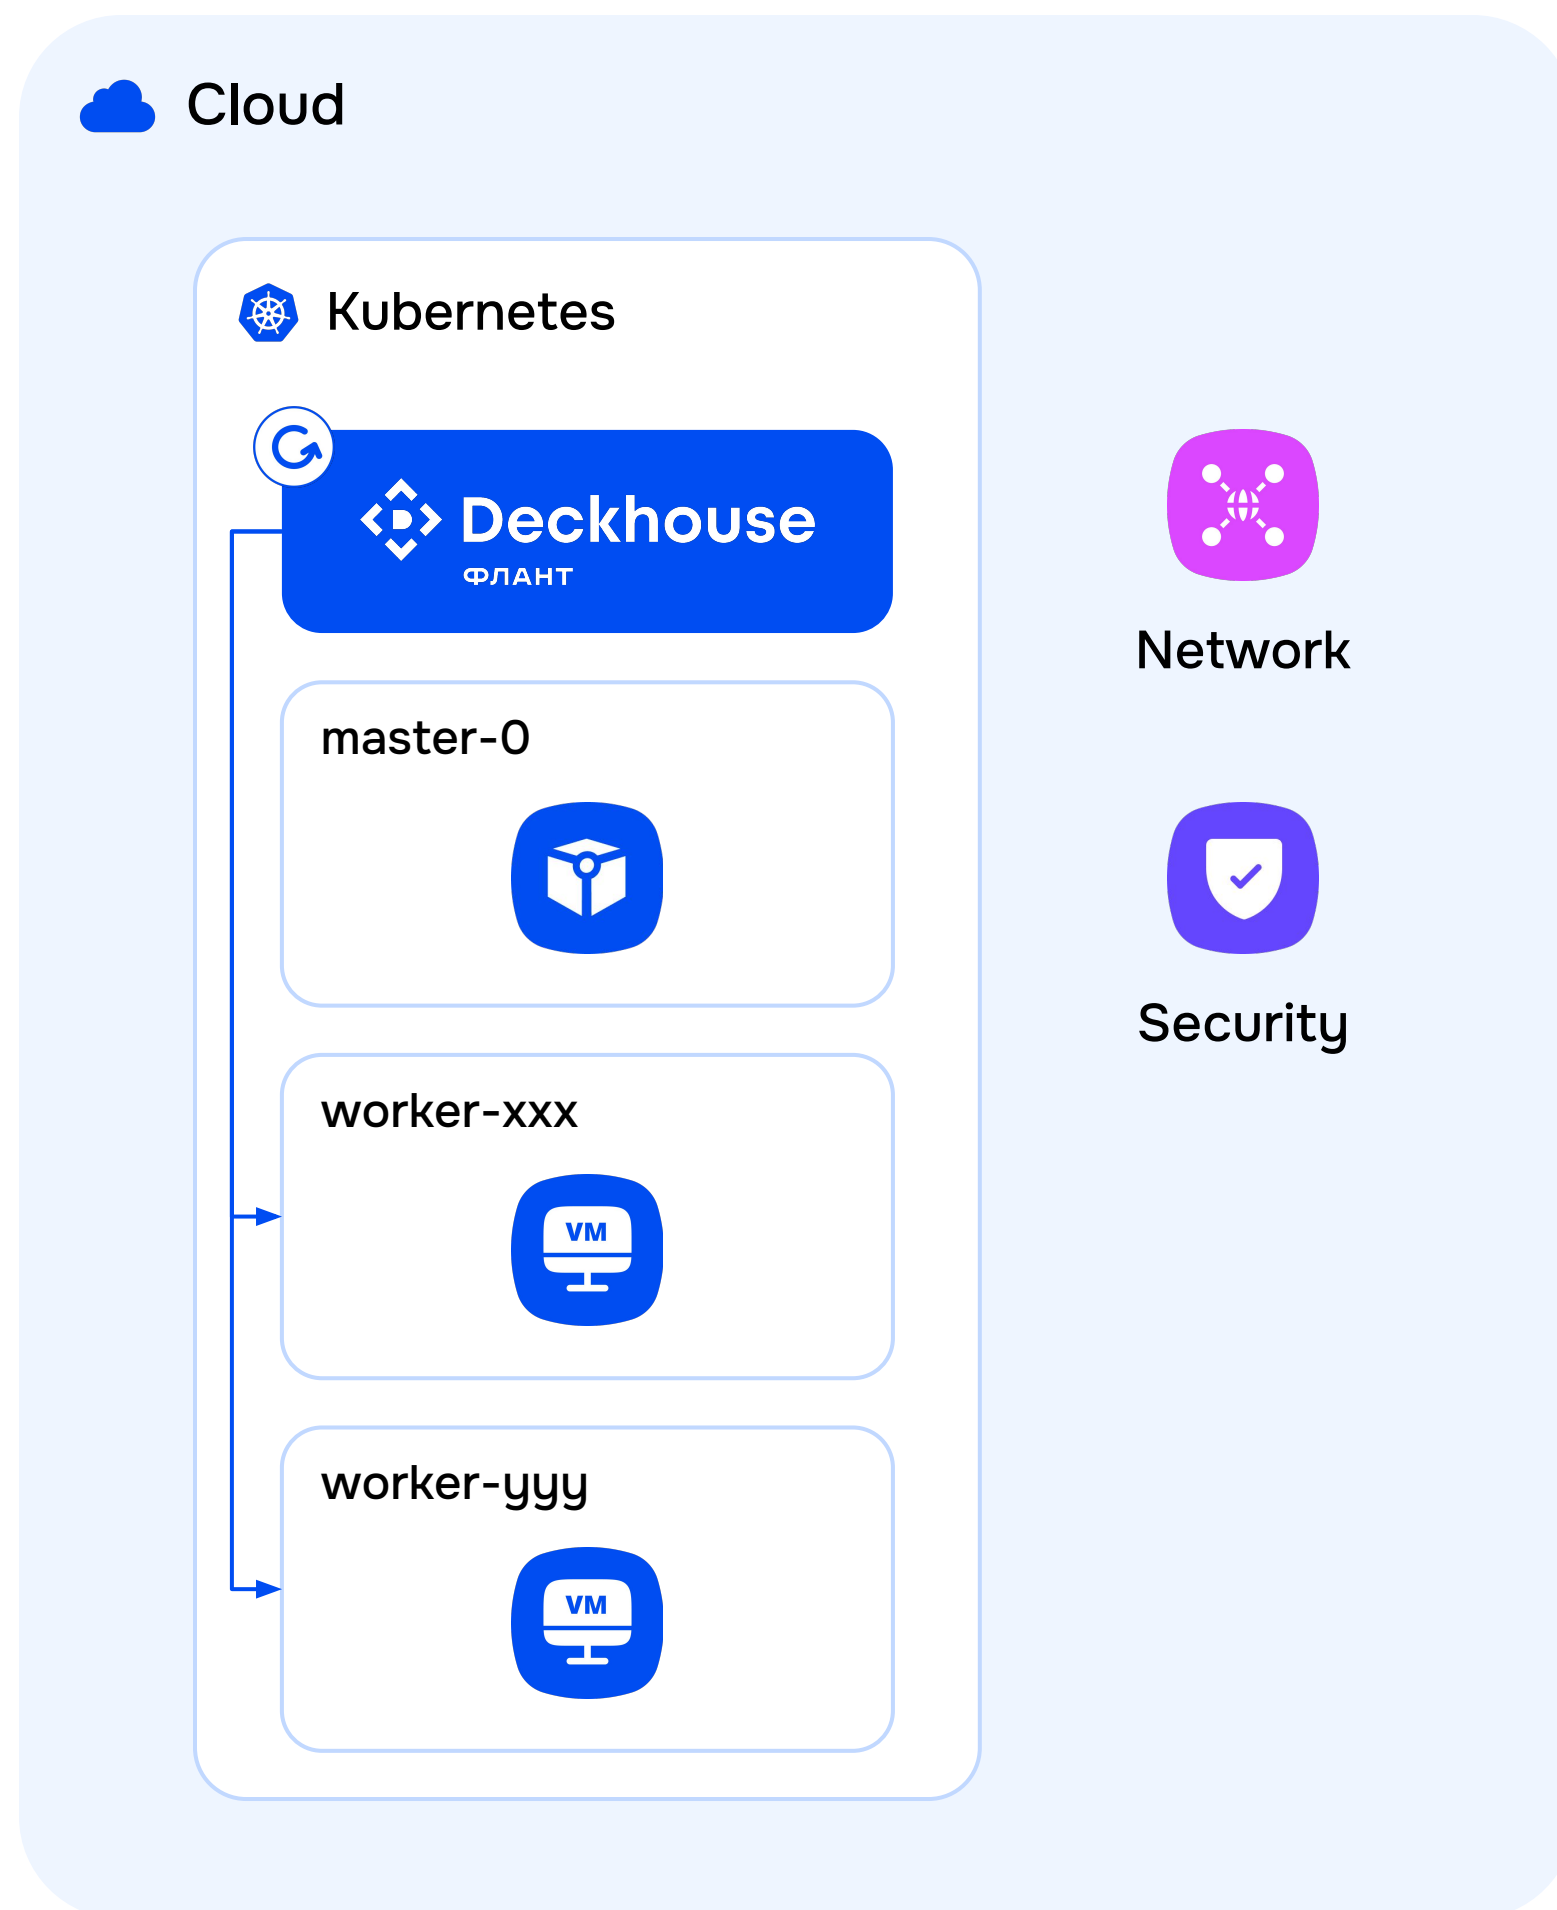 Cloud
Kubernetes
Deckhouse
ФЛАНТ
master-0
worker-xxx
VM
worker-yyy
VM
Network
Security